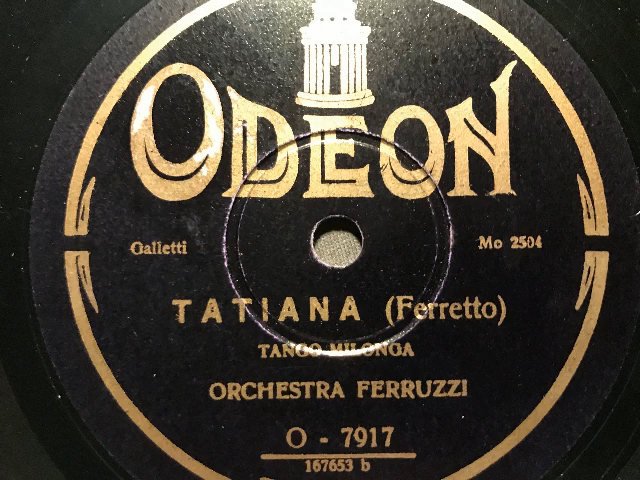 ODEON
Galletti Mo 2504
TATIANA (Ferretto)
TANGO MILONGA
ORCHESTRA FERRUZZI
O - 7917
167653 b